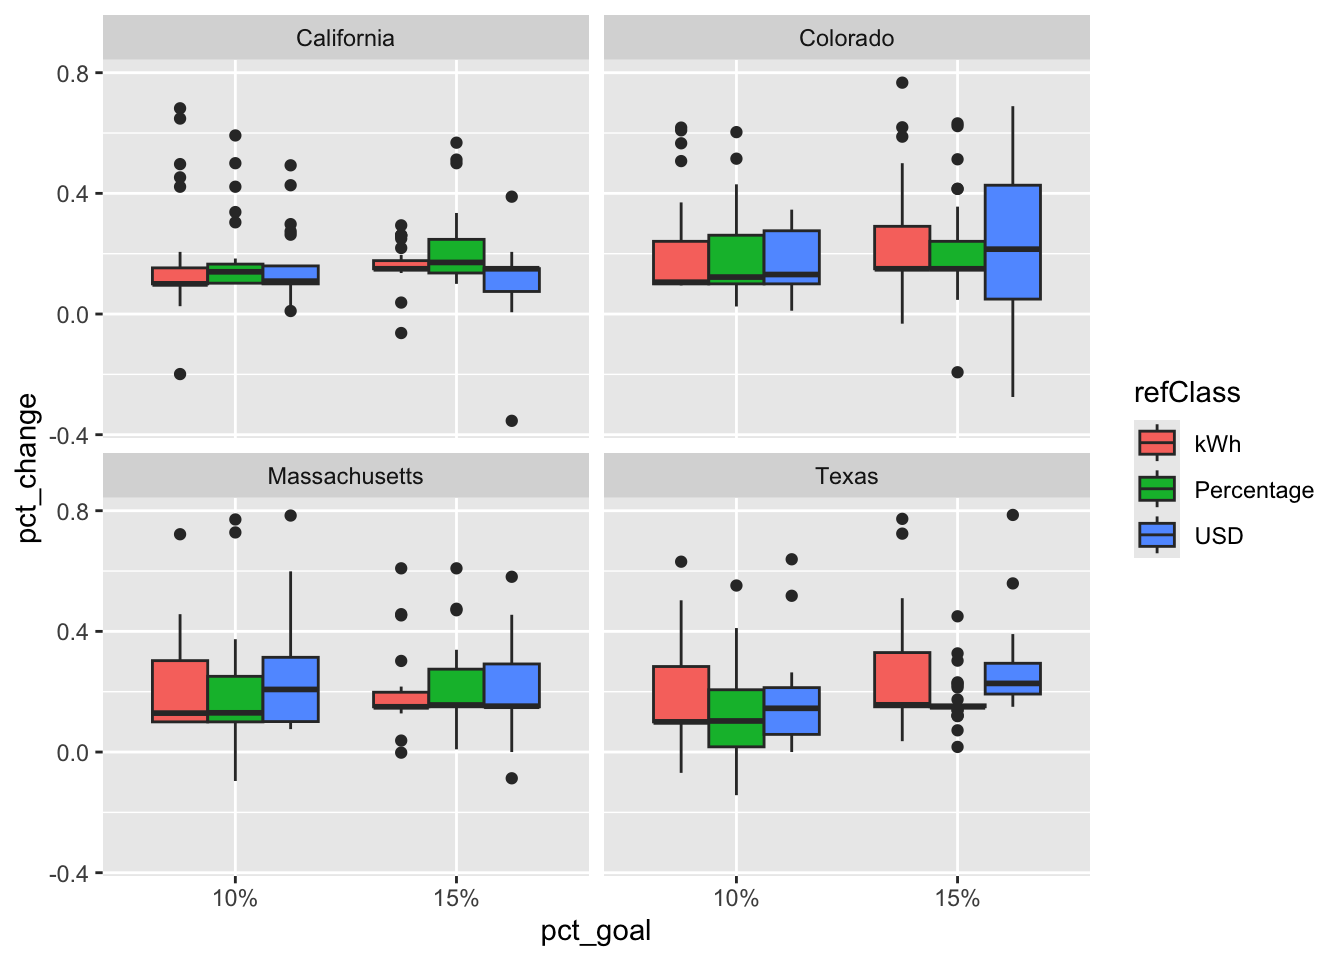 California
Colorado
0.8
0.4
0.0
-0.4
Massachusetts
Texas
0.8
0.4
0.0
-0.4
10%
15%
10%
15%
pct_goal
pct_change
refClass
kWh
Percentage
USD